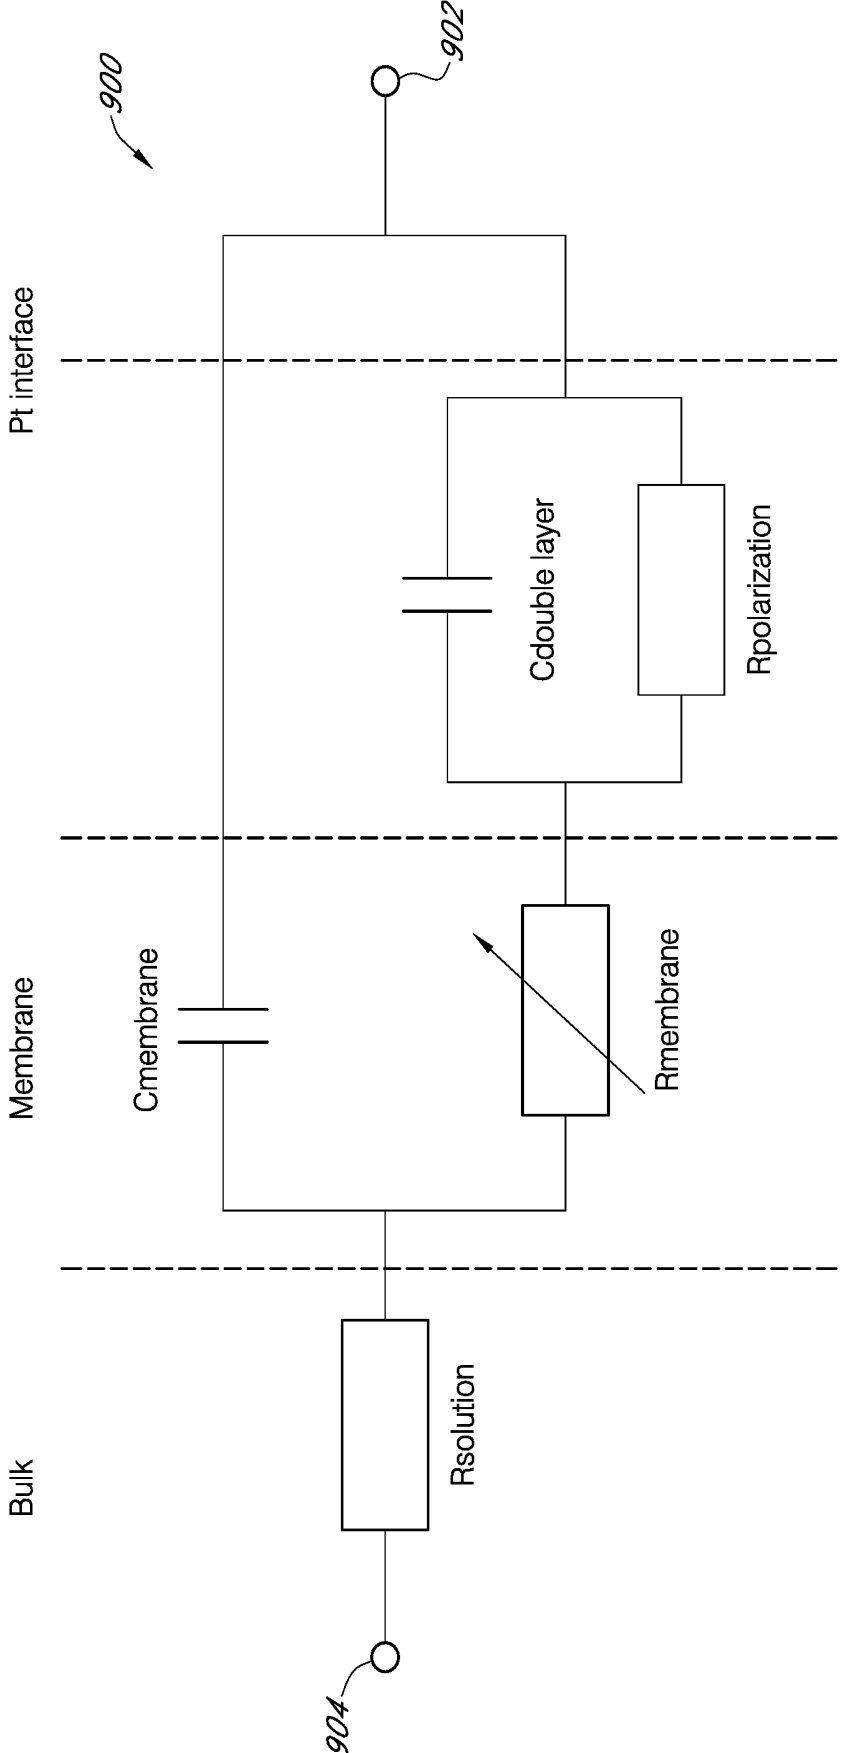 900
Bulk
Membrane
Pt interface
Cmembrane
904
902
Rsolution
Cdouble layer
Rmembrane
Rpolarization